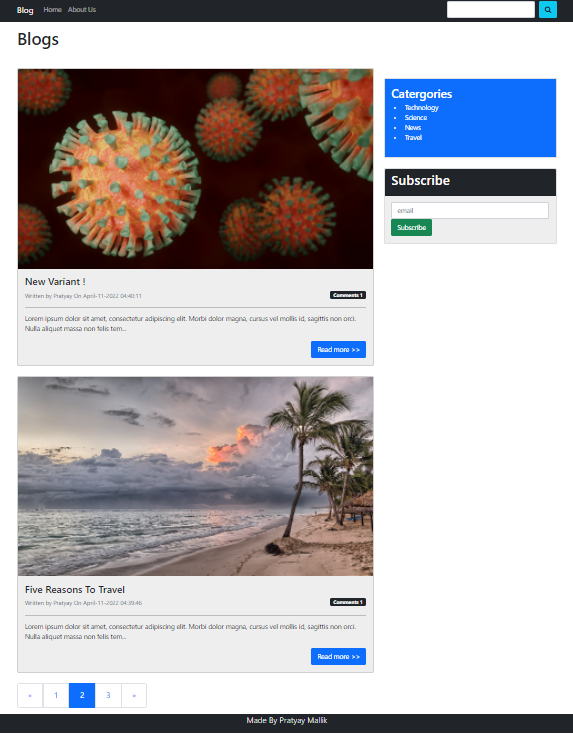 Blog Home About Us
Blogs
New Variant !
Written by Pratyay On April-11-2022 04:40:11 Comments 1
Lorem ipsum dolor sit amet, consectetur adipiscing elit. Morbi dolor magna, cursus vel mollis id, sagittis non orci.
Nulla aliquet massa non felis tem...
Read more >>
Five Reasons To Travel
Written by Pratyay On April-11-2022 04:39:46 Comments 1
Lorem ipsum dolor sit amet, consectetur adipiscing elit. Morbi dolor magna, cursus vel mollis id, sagittis non orci.
Nulla aliquet massa non felis tem...
Read more >>
« 1 2 3 »
Catergories
Technology
Science
News
Travel
Subscribe
email
Subscribe
Made By Pratyay Mallik